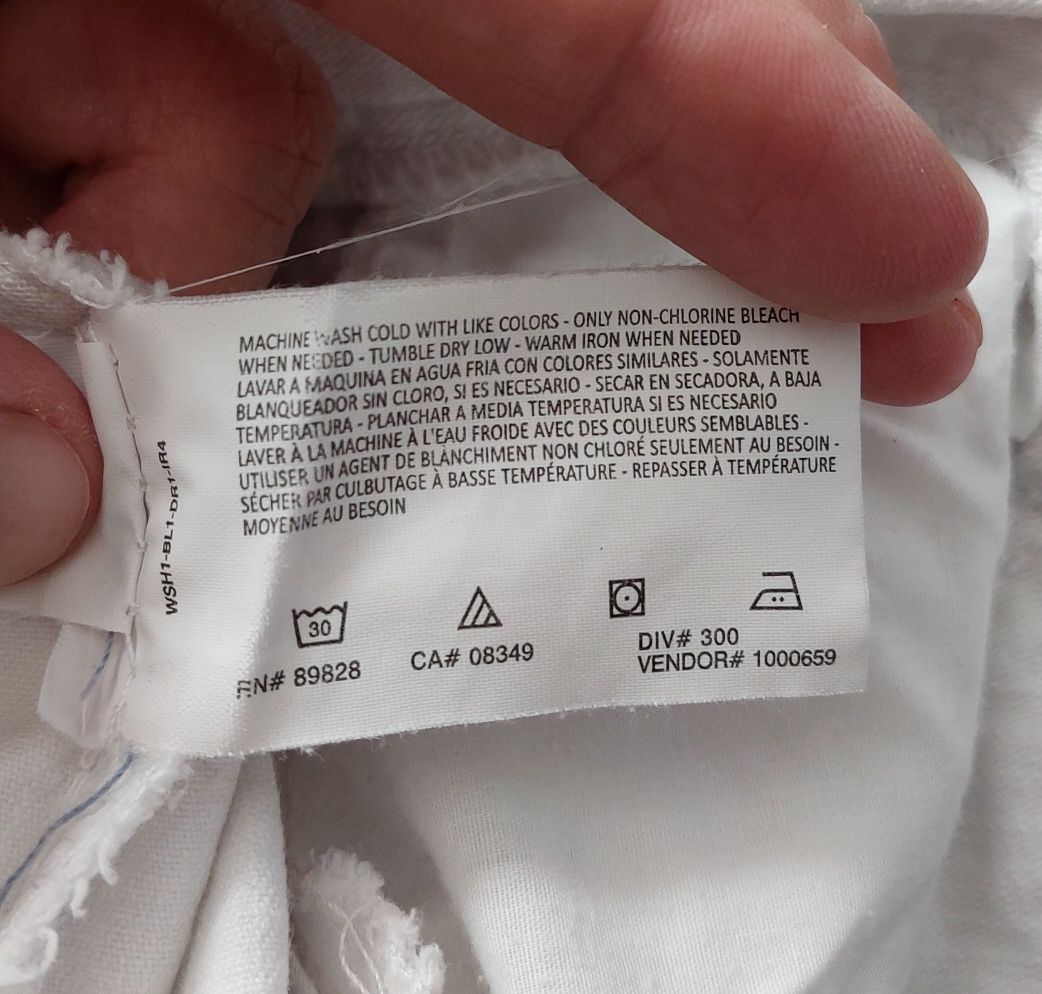 MACHINE WASH COLD WITH LIKE COLORS - ONLY NON-CHLORINE BLEACH
WHEN NEEDED - TUMBLE DRY LOW - WARM IRON WHEN NEEDED
LAVAR A MAQUINA EN AGUA FRIA CON COLORES SIMILARES - SOLAMENTE
BLANQUEADOR SIN CLORO, SI ES NECESARIO - SECAR EN SECADORA, A BAJA
TEMPERATURA - PLANCHAR A MEDIA TEMPERATURA SI ES NECESARIO
LAVER À LA MACHINE À L'EAU FROIDE AVEC DES COULEURS SEMBLABLES -
UTILISER UN AGENT DE BLANCHIMENT NON CHLORÉ SEULEMENT AU BESOIN -
SÉCHER PAR CULBUTAGE À BASSE TEMPÉRATURE - REPASSER À TEMPÉRATURE
MOYENNE AU BESOIN
WSH1-BL1-DR1-IR4
30
RN# 89828
CA# 08349
DIV# 300
VENDOR# 1000659